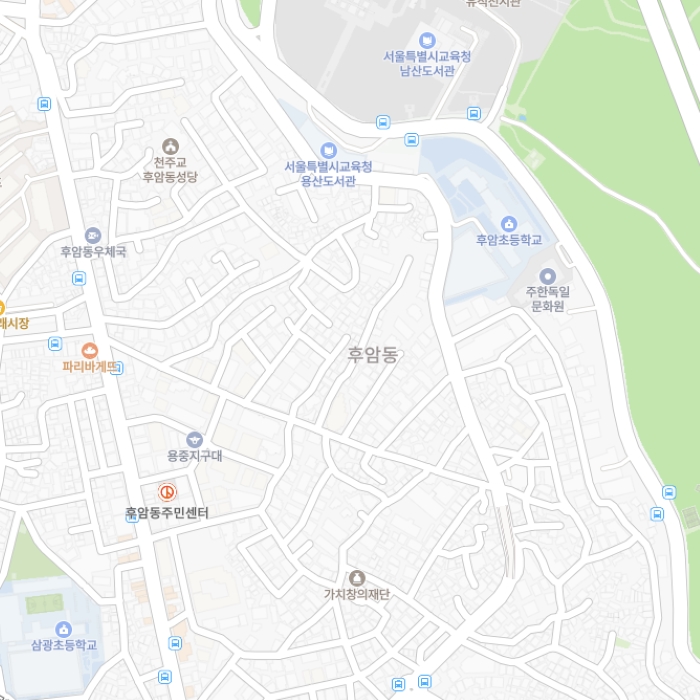 서울특별시교육청
남산도서관
천주교
후암동성당
서울특별시교육청
용산도서관
후암동우체국
후암초등학교
주한독일
문화원
래시장
파리바게뜨
후암동
용중지구대
후암동주민센터
가치창의재단
삼광초등학교